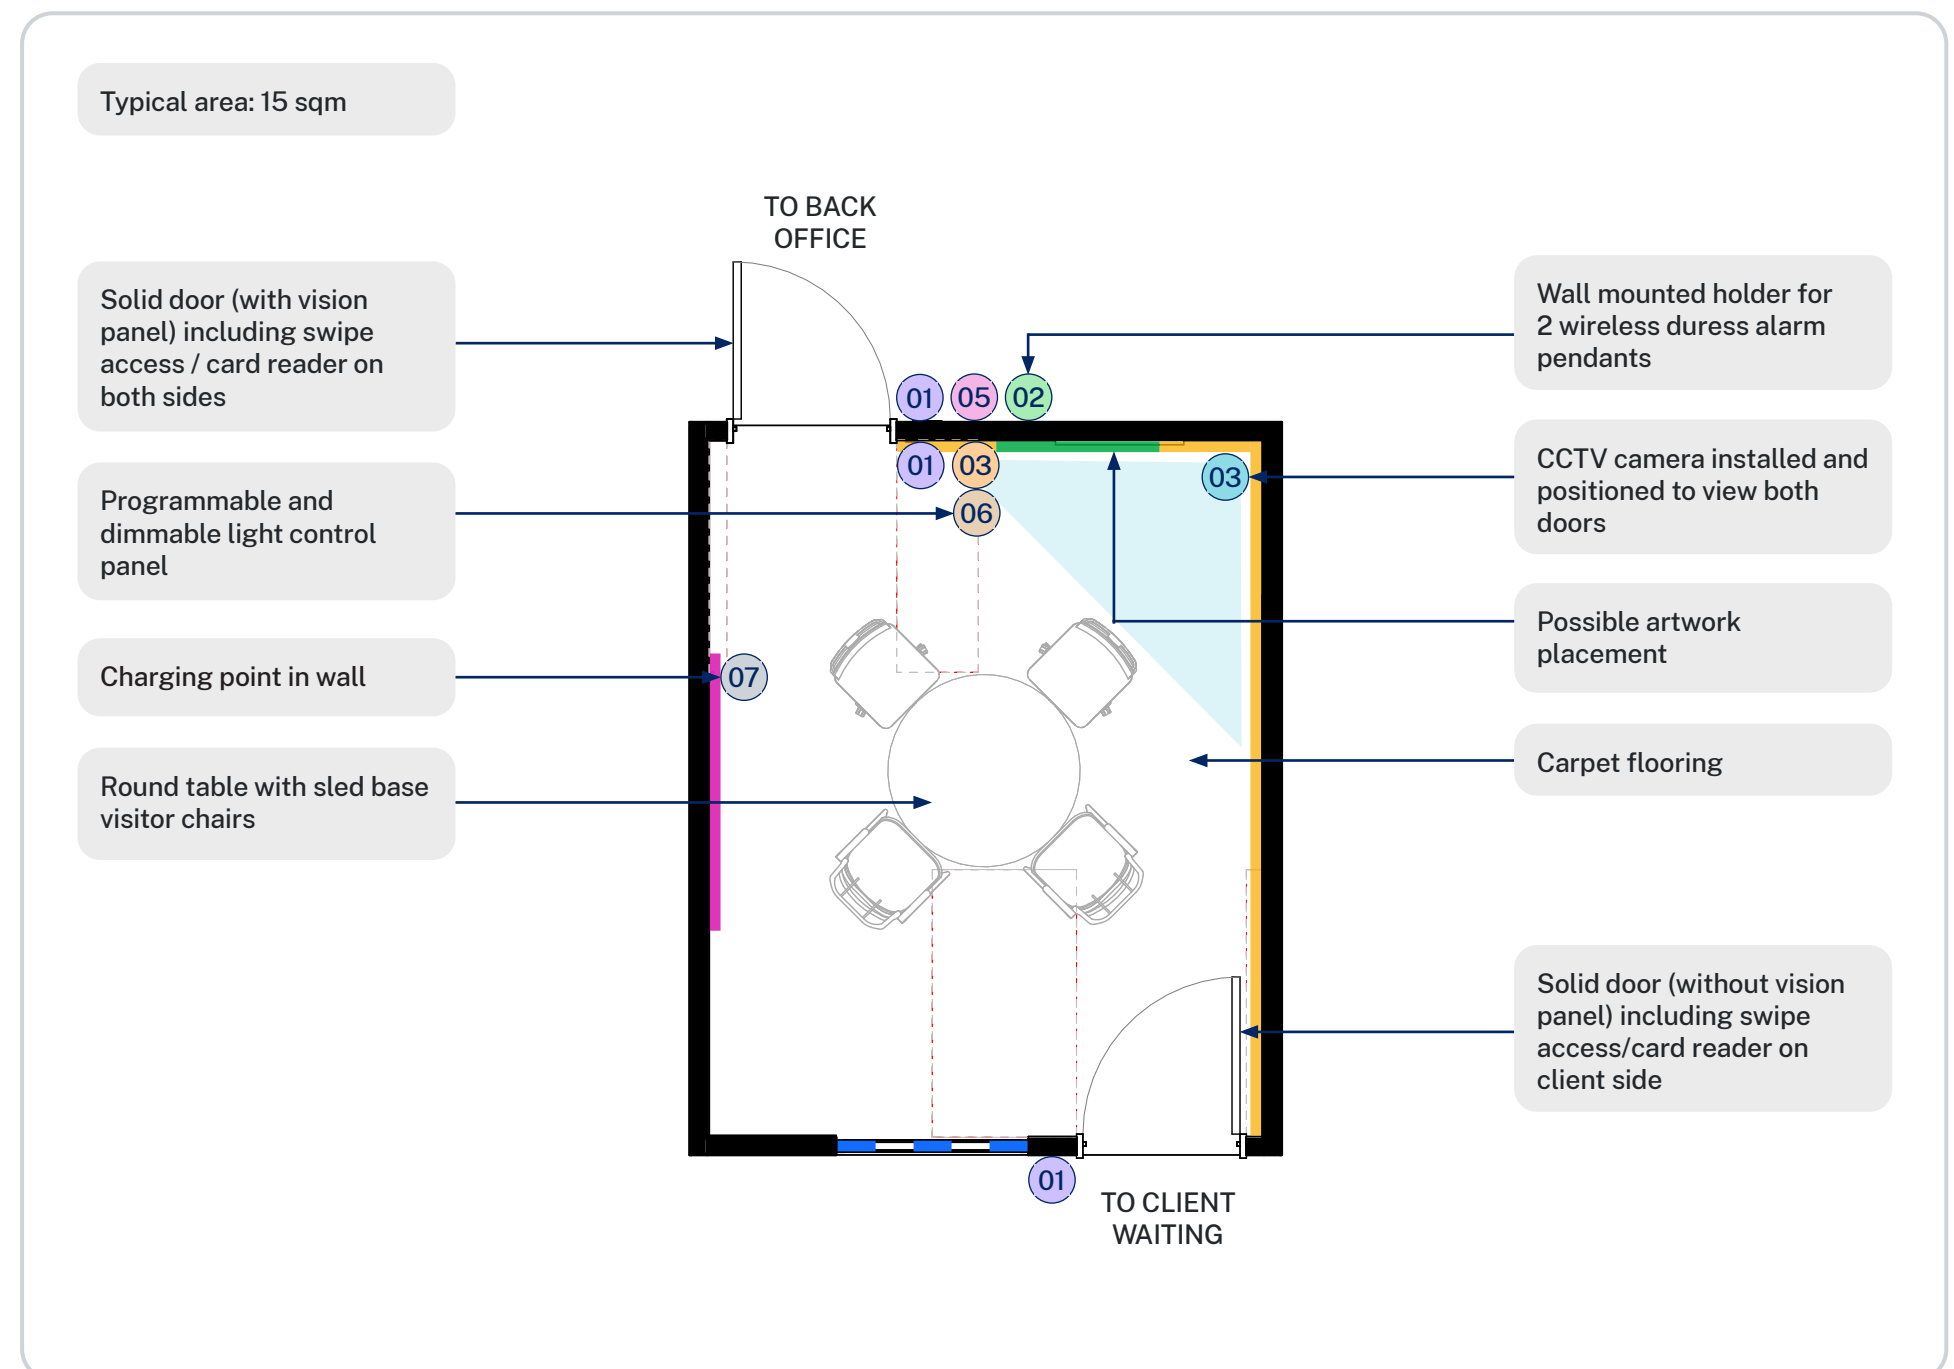 Typical area: 15 sqm
TO BACK
OFFICE
Solid door (with vision
panel) including swipe
access / card reader on
both sides
Wall mounted holder for
2 wireless duress alarm
pendants
01
05
02
01
03
03
CCTV camera installed and
positioned to view both
doors
Programmable and
dimmable light control
panel
06
Possible artwork
placement
Charging point in wall
07
Carpet flooring
Round table with sled base
visitor chairs
Solid door (without vision
panel) including swipe
access/card reader on
client side
01
TO CLIENT
WAITING